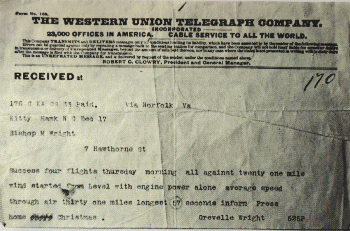 Form No. 168.
THE WESTERN UNION TELEGRAPH COMPANY.
INCORPORATED
23,000 OFFICES IN AMERICA. CABLE SERVICE TO ALL THE WORLD.
ROBERT C. CLOWRY, President and General Manager.
RECEIVED at
170
176 C KA CS 33 Paid. Via Norfolk Va
Kitty Hawk N C Dec 17
Bishop M Wright
7 Hawthorne St
Success four flights thursday morning all against twenty one mile
wind started from Level with engine power alone average speed
through air thirty one miles longest 57 seconds inform Press
home Christmas . Orevelle Wright 525P